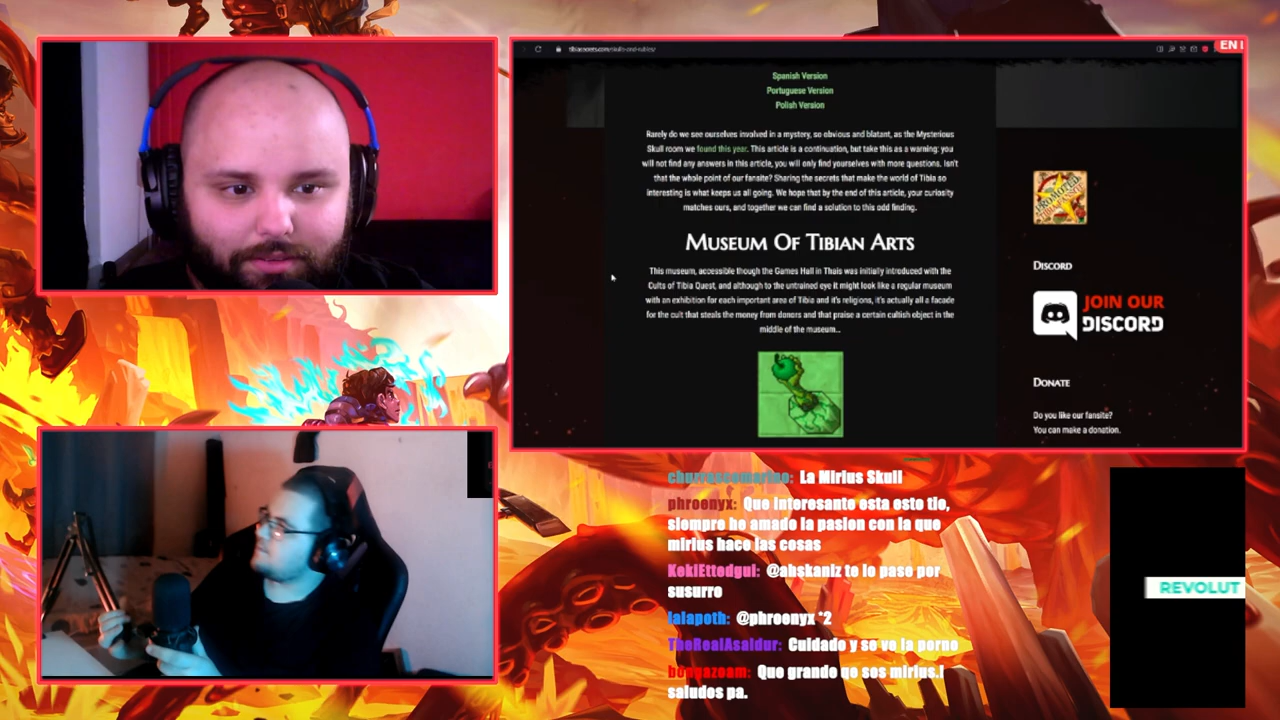 EN
Spanish Version
Portuguese Version
Polish Version
Rarely do we see ourselves involved in a mystery, so obvious and blatant, as the Mysterious
Skull room we found this year. This article is a continuation, but take this as a warning: you
will not find any answers in this article, you will only find yourselves with more questions. Isn't
that the whole point of our fansite? Sharing the secrets that make the world of Tibia so
interesting is what keeps us all going. We hope that by the end of this article, your curiosity
matches ours, and together we can find a solution to this odd finding.
MUSEUM OF TIBIAN ARTS
This museum, accessible though the Games Hall in Thais was initially introduced with the
Cults of Tibia Quest, and although to the untrained eye it might look like a regular museum
with an exhibition for each important area of Tibia and it's religions, it's actually all a facade
for the cult that steals the money from donors and that praise a certain cultish object in the
middle of the museum...
PROMOTED
DISCORD
JOIN OUR
DISCORD
DONATE
Do you like our fansite?
You can make a donation.
La Mirius Skull
phroenyx: Que interesante esta este tio,
siempre he amado la pasion con la que
mirius hace las cosas
KekiEttedgui: @abskaniz te lo paso por
susurro
lalapoth: @phroenyx *2
TheRealAsaidur: Cuidado y se ve la porno
Que grande qe sos mirius.!
saludos pa.
REVOLUT